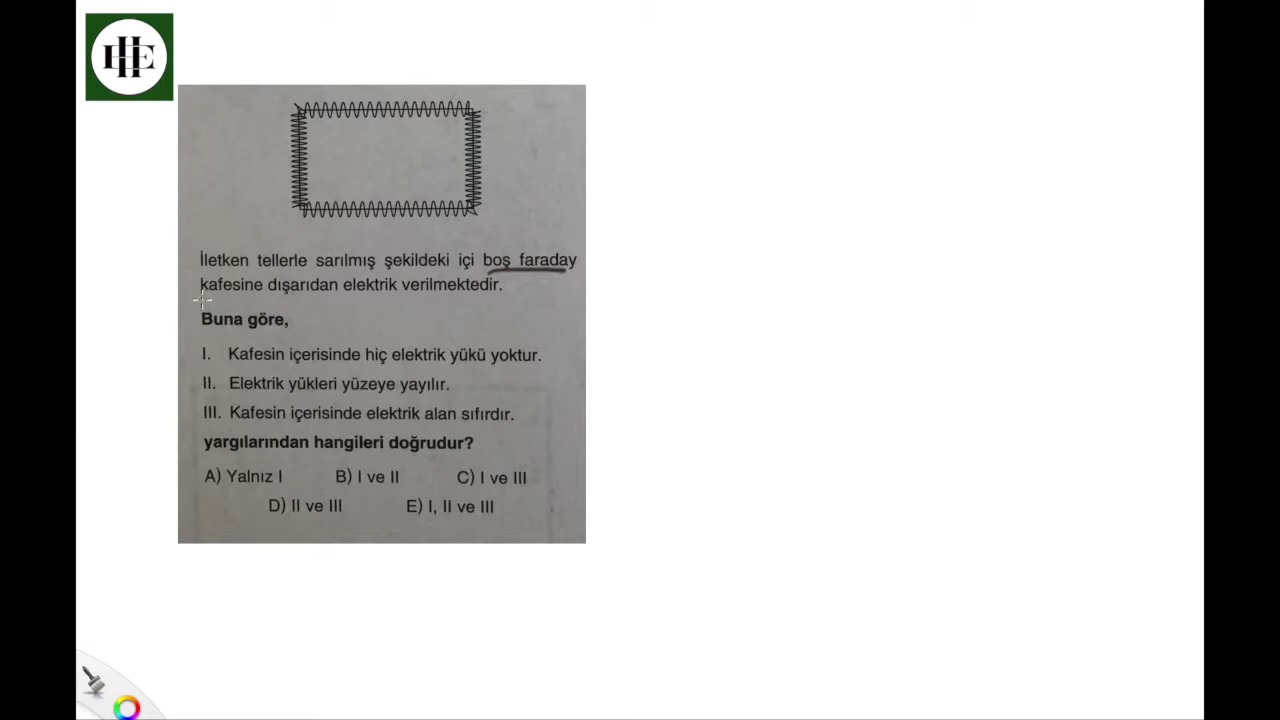 İletken tellerle sarılmış şekildeki içi boş faraday
kafesine dışarıdan elektrik verilmektedir.
Buna göre,
I. Kafesin içerisinde hiç elektrik yükü yoktur.
II. Elektrik yükleri yüzeye yayılır.
III. Kafesin içerisinde elektrik alan sıfırdır.
yargılarından hangileri doğrudur?
A) Yalnız I B) I ve II C) I ve III
D) II ve III E) I, II ve III